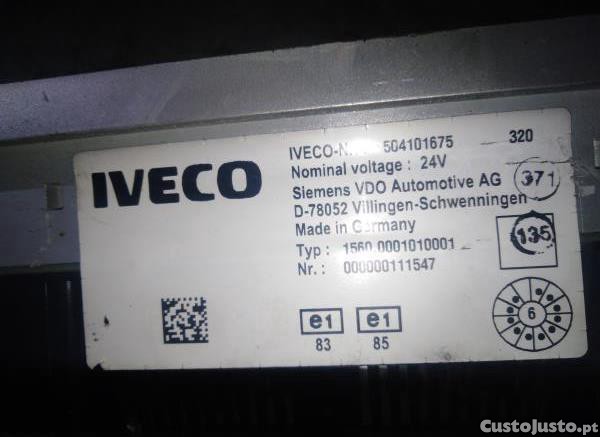 IVECO
IVECO-N 504101675 320
Nominal voltage : 24V
Siemens VDO Automotive AG
371
D-78052 Villingen-Schwenningen
Made in Germany
135
Typ : 1560.0001010001
Nr. : 000000111547
e1 e1
83 85
6
CustoJusto.pt